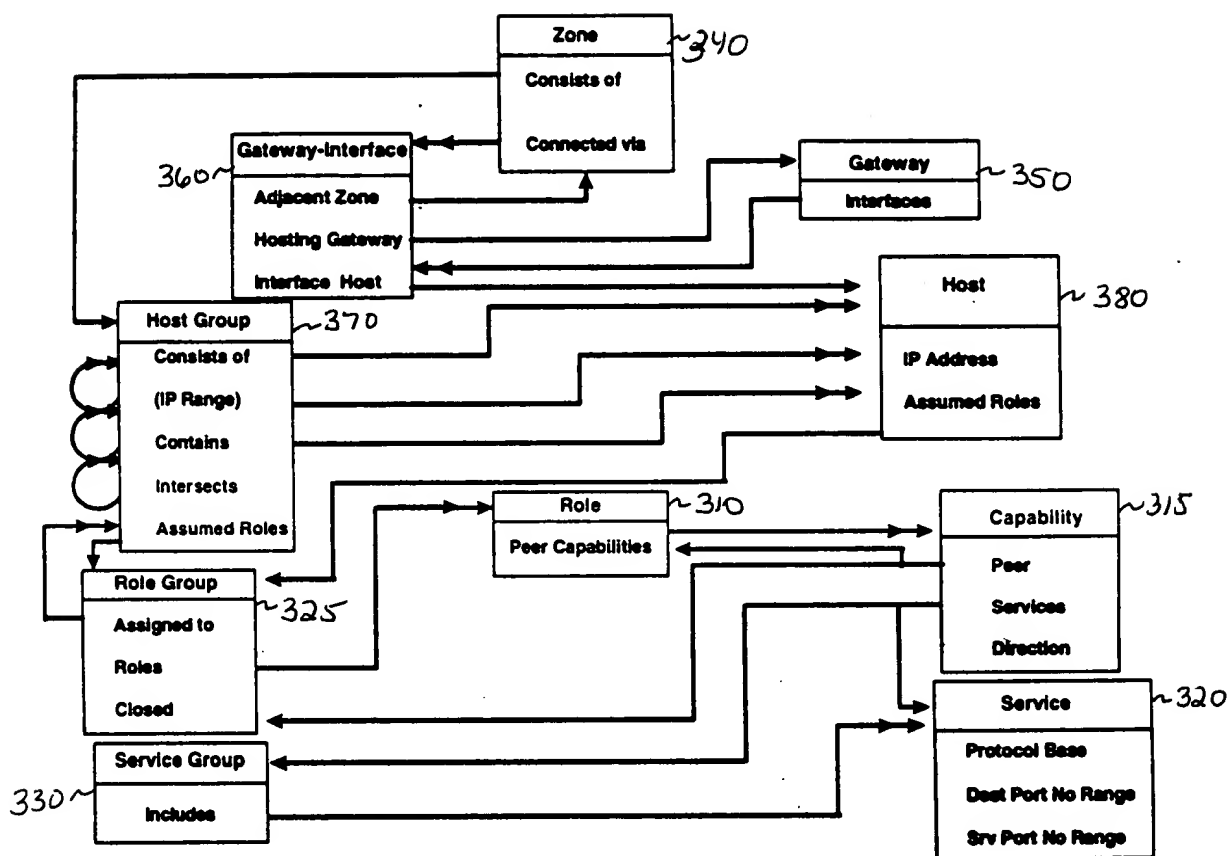 Zone
340
Consists of
Connected via
Gateway-Interface
360
Adjacent Zone
Hosting Gateway
Interface Host
Gateway
350
Interfaces
Host
380
IP Address
Assumed Roles
Host Group
370
Consists of
(IP Range)
Contains
Intersects
Assumed Roles
Role
310
Peer Capabilities
Capability
315
Peer
Services
Direction
Role Group
325
Assigned to
Roles
Closed
Service
320
Protocol Base
Dest Port No Range
Srv Port No Range
Service Group
330
Includes